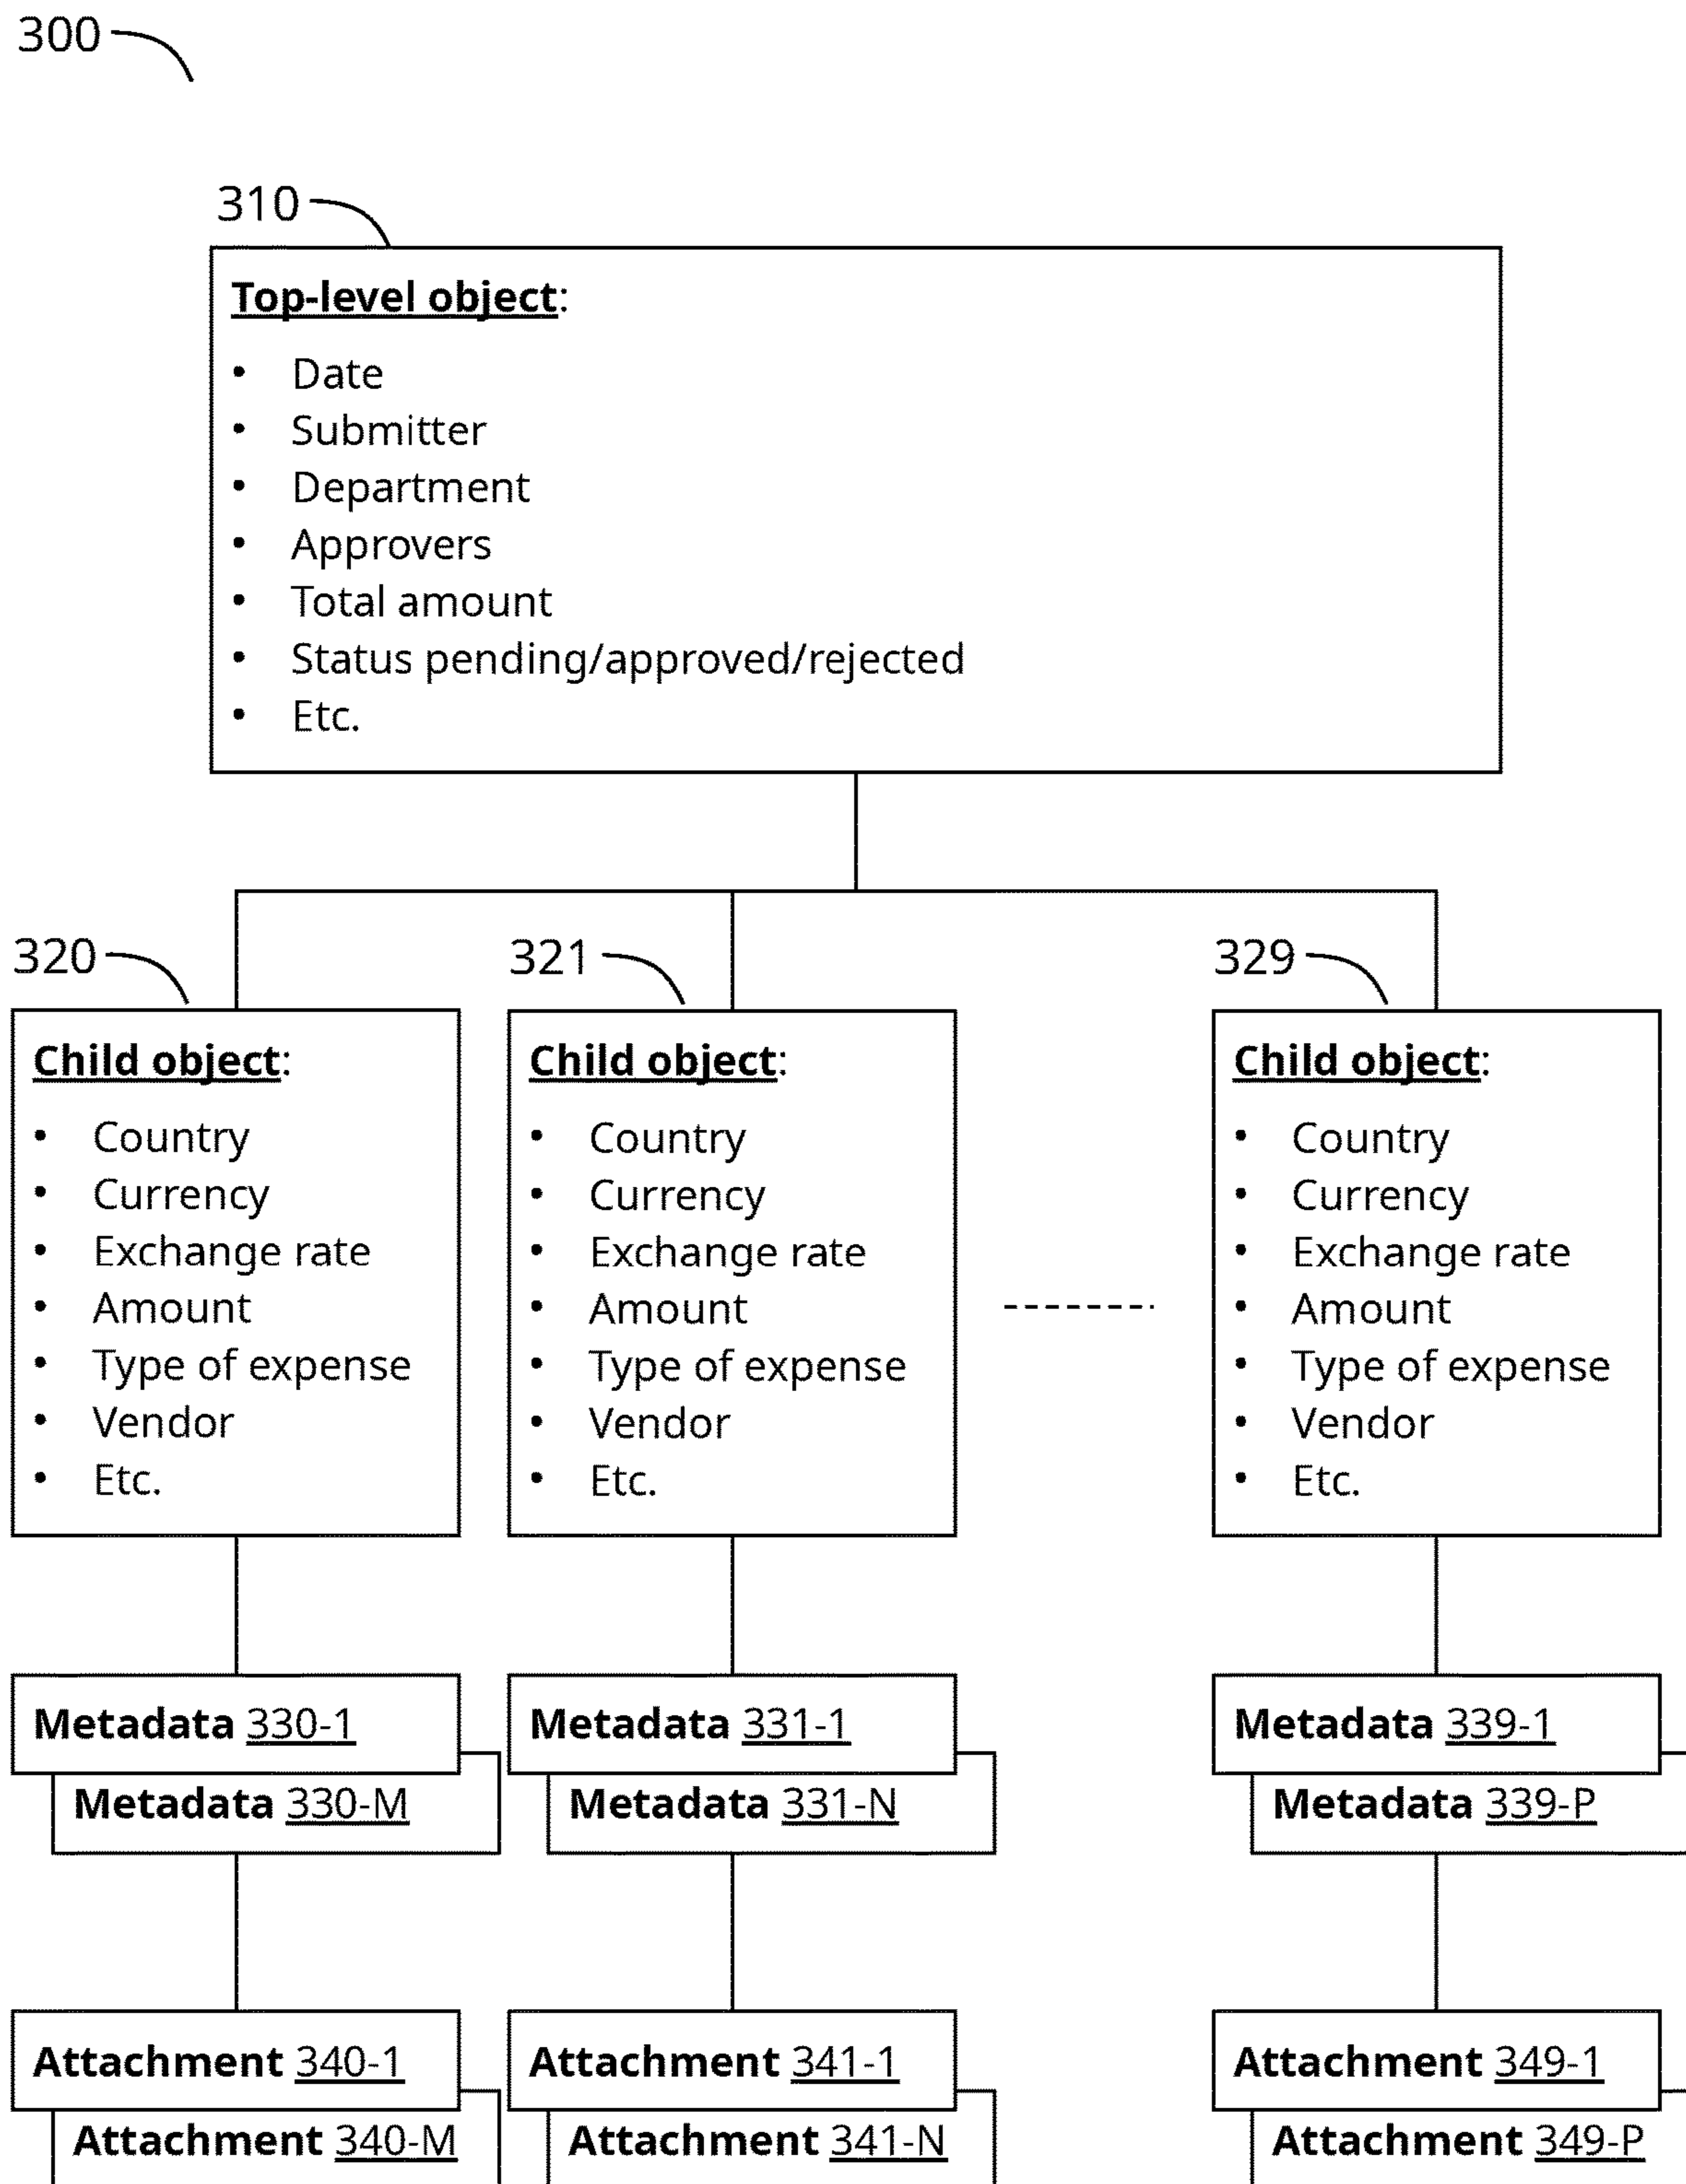 300
310
Top-level object:
• Date
• Submitter
• Department
• Approvers
• Total amount
• Status pending/approved/rejected
• Etc.
320
Child object:
• Country
• Currency
• Exchange rate
• Amount
• Type of expense
• Vendor
• Etc.
321
Child object:
• Country
• Currency
• Exchange rate
• Amount
• Type of expense
• Vendor
• Etc.
329
Child object:
• Country
• Currency
• Exchange rate
• Amount
• Type of expense
• Vendor
• Etc.
Metadata 330-1
Metadata 330-M
Metadata 331-1
Metadata 331-N
Metadata 339-1
Metadata 339-P
Attachment 340-1
Attachment 340-M
Attachment 341-1
Attachment 341-N
Attachment 349-1
Attachment 349-P